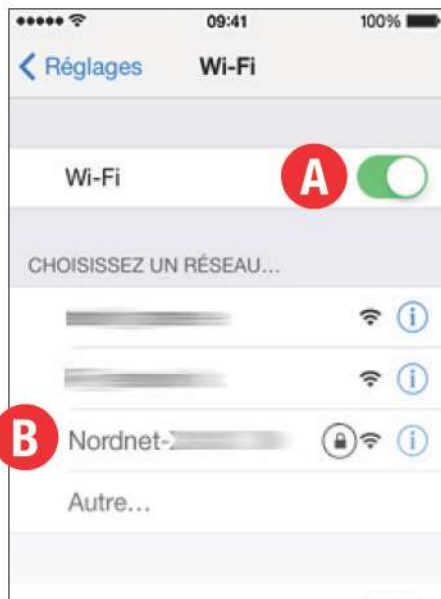 09:41 100%
Réglages Wi-Fi
Wi-Fi A
CHOISISSEZ UN RÉSEAU...
B Nordnet-
Autre...